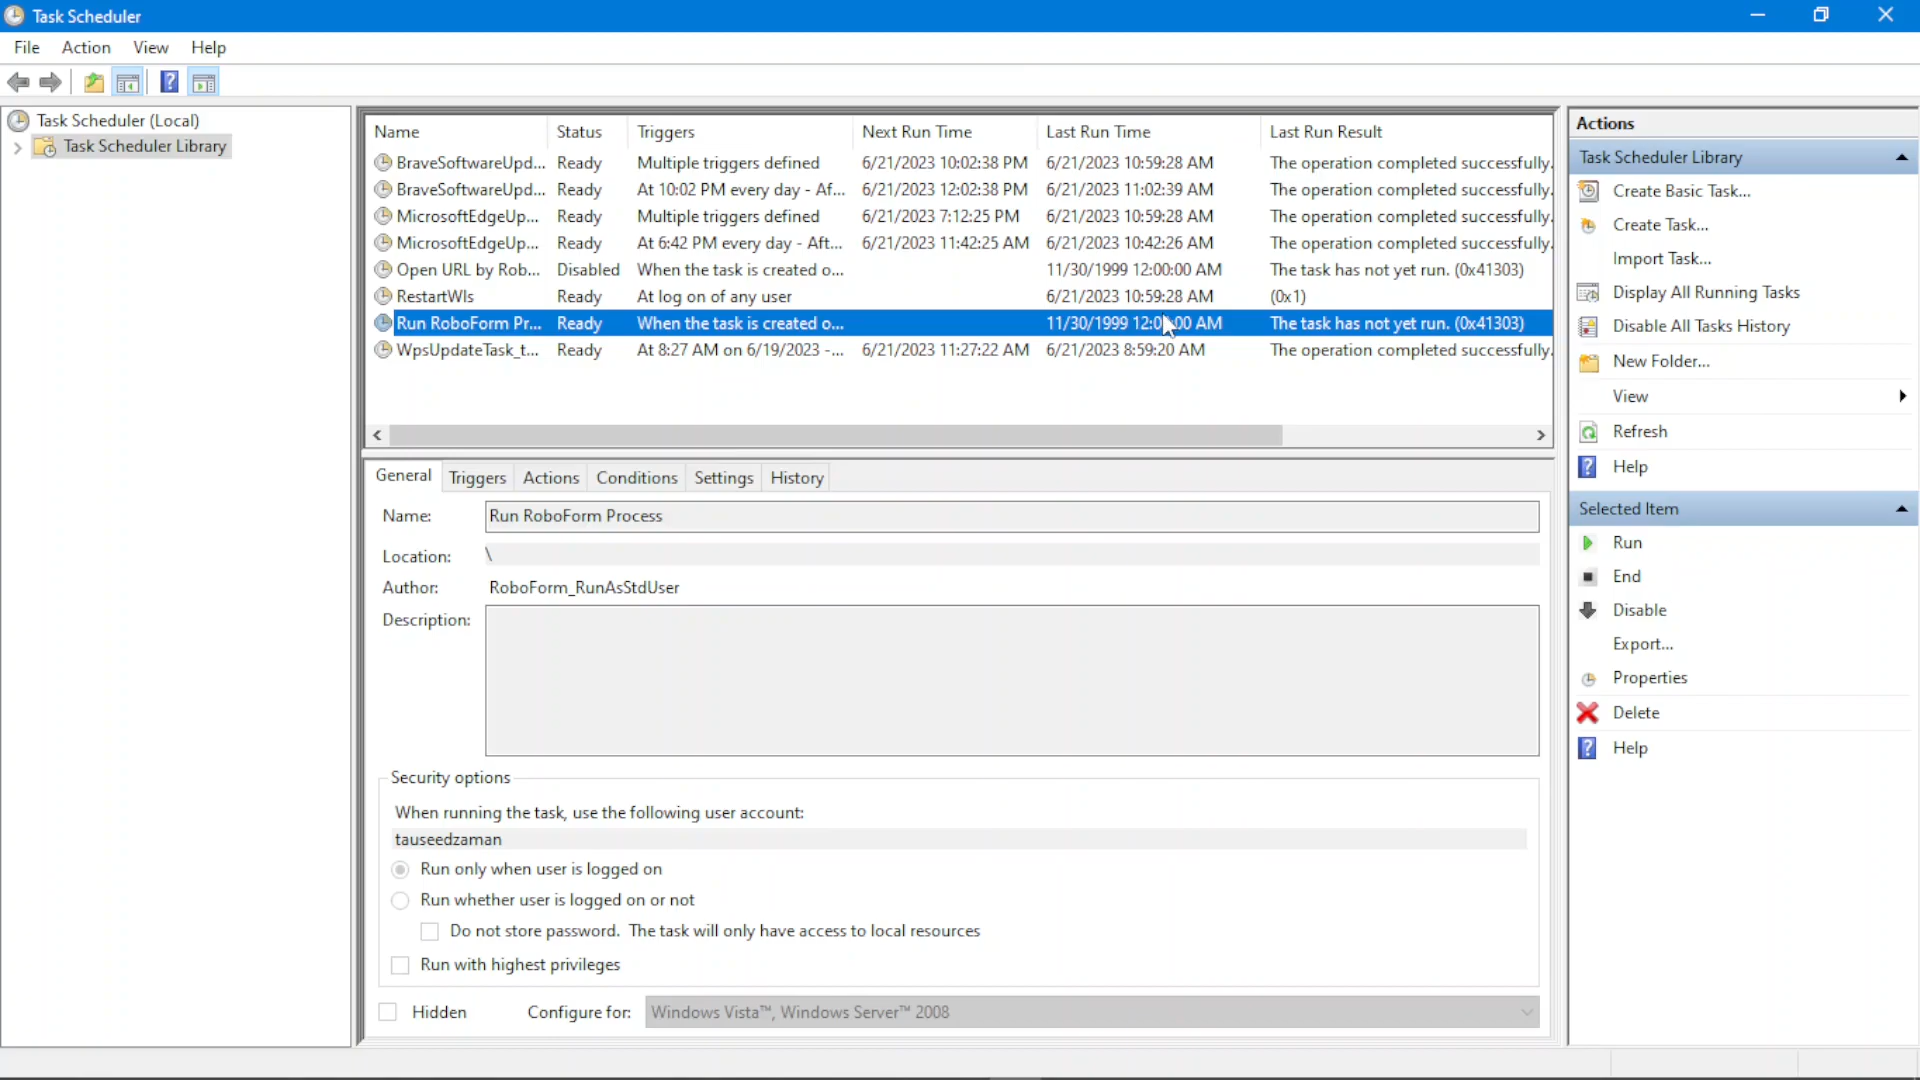 Task Scheduler
File Action View Help
Task Scheduler (Local)
Task Scheduler Library
Name Status Triggers Next Run Time Last Run Time Last Run Result
BraveSoftwareUpd... Ready Multiple triggers defined 6/21/2023 10:02:38 PM 6/21/2023 10:59:28 AM The operation completed successfully.
BraveSoftwareUpd... Ready At 10:02 PM every day - Af... 6/21/2023 12:02:38 PM 6/21/2023 11:02:39 AM The operation completed successfully.
MicrosoftEdgeUp... Ready Multiple triggers defined 6/21/2023 7:12:25 PM 6/21/2023 10:59:28 AM The operation completed successfully.
MicrosoftEdgeUp... Ready At 6:42 PM every day - Aft... 6/21/2023 11:42:25 AM 6/21/2023 10:42:26 AM The operation completed successfully.
Open URL by Rob... Disabled When the task is created o... 11/30/1999 12:00:00 AM The task has not yet run. (0x41303)
RestartWls Ready At log on of any user 6/21/2023 10:59:28 AM (0x1)
Run RoboForm Pr... Ready When the task is created o... 11/30/1999 AM The task has not yet run. (0x41303)
WpsUpdateTask_t... Ready At 8:27 AM on 6/19/2023 -... 6/21/2023 11:27:22 AM 6/21/2023 8:59:20 AM The operation completed successfully.
General Triggers Actions Conditions Settings History
Name: Run RoboForm Process
Location: \
Author: RoboForm_RunAsStdUser
Description:
Security options
When running the task, use the following user account:
tauseedzaman
Run only when user is logged on
Run whether user is logged on or not
Do not store password. The task will only have access to local resources
Run with highest privileges
Hidden Configure for: Windows Vista™, Windows Server™ 2008
Actions
Task Scheduler Library
Create Basic Task...
Create Task...
Import Task...
Display All Running Tasks
Disable All Tasks History
New Folder...
View
Refresh
Help
Selected Item
Run
End
Disable
Export...
Properties
Delete
Help